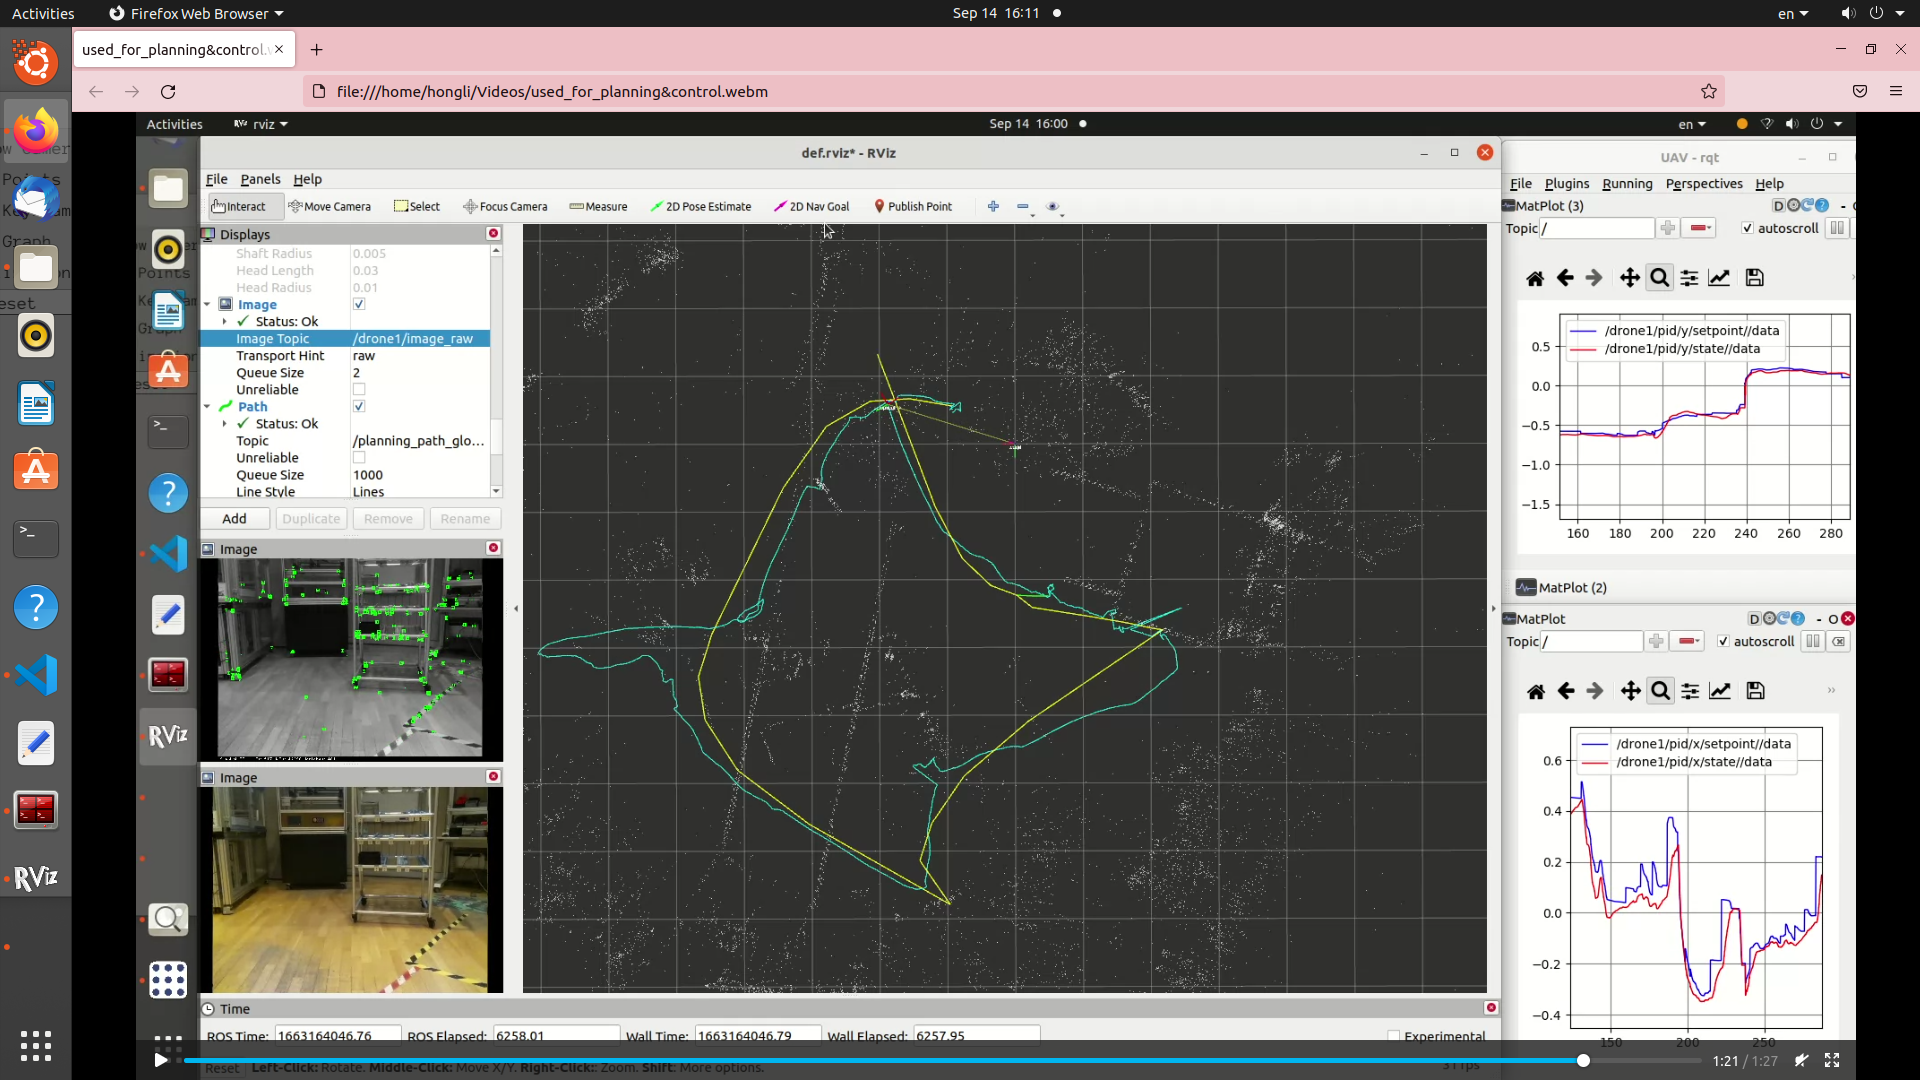 Activities Firefox Web Browser Sep 14 16:11 en
used_for_planning&control.
file:///home/hongli/Videos/used_for_planning&control.webm
Activities rviz Sep 14 16:00 en
def.rviz* - RViz
File Panels Help
Interact Move Camera Select Focus Camera Measure 2D Pose Estimate 2D Nav Goal Publish Point
Displays
Shaft Radius 0.005
Head Length 0.03
Head Radius 0.01
Image
Status: Ok
Image Topic /drone1/image_raw
Transport Hint raw
Queue Size 2
Unreliable
Path
Status: Ok
Topic /planning_path_glo...
Unreliable
Queue Size 1000
Line Style Lines
Add Duplicate Remove Rename
Image
Image
RViz
RViz
Time
ROS Time: 1663164046.76 ROS Elapsed: 6258.01 Wall Time: 1663164046.79 Wall Elapsed: 6257.95 Experimental
Reset Left-Click: Rotate. Middle-Click: Move X/Y. Right-Click:: Zoom. Shift: More options.
UAV - rqt
File Plugins Running Perspectives Help
MatPlot (3) D - O
Topic / autoscroll
/drone1/pid/y/setpoint//data
/drone1/pid/y/state//data
0.5
0.0
−0.5
−1.0
−1.5
160 180 200 220 240 260 280
MatPlot (2)
MatPlot D - O
Topic / autoscroll
/drone1/pid/x/setpoint//data
/drone1/pid/x/state//data
0.6
0.4
0.2
0.0
−0.2
−0.4
150 200 250
1:21 / 1:27